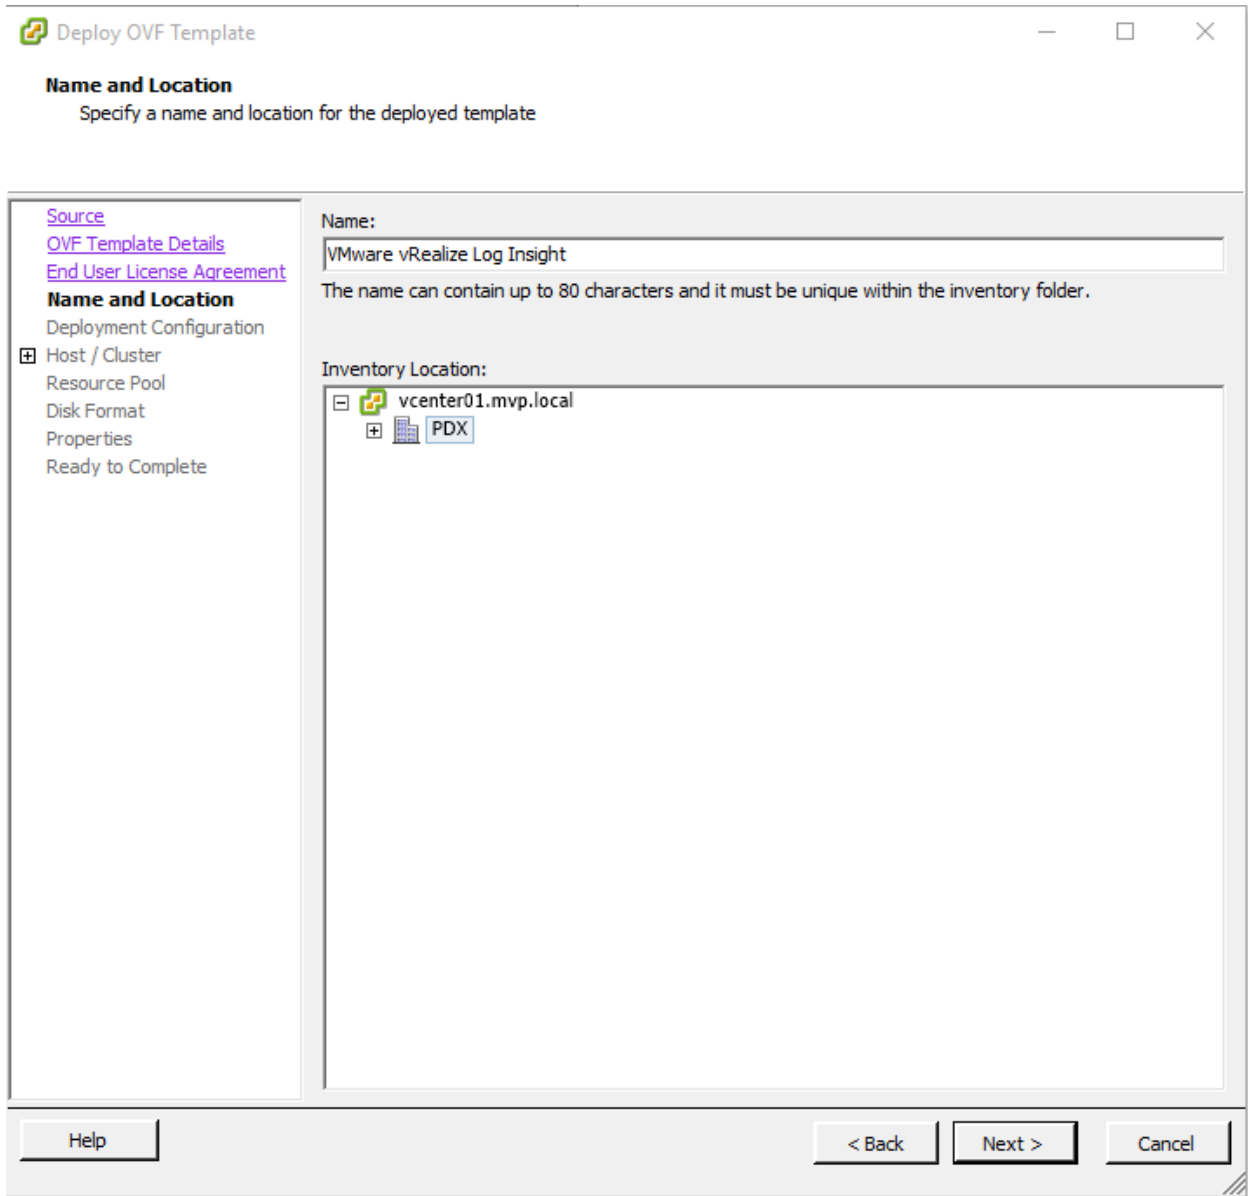 Deploy OVF Template
Name and Location
Specify a name and location for the deployed template
Source
OVF Template Details
End User License Agreement
Name and Location
Deployment Configuration
Host / Cluster
Resource Pool
Disk Format
Properties
Ready to Complete
Name:
VMware vRealize Log Insight
The name can contain up to 80 characters and it must be unique within the inventory folder.
Inventory Location:
vcenter01.mvp.local
PDX
Help
< Back
Next >
Cancel